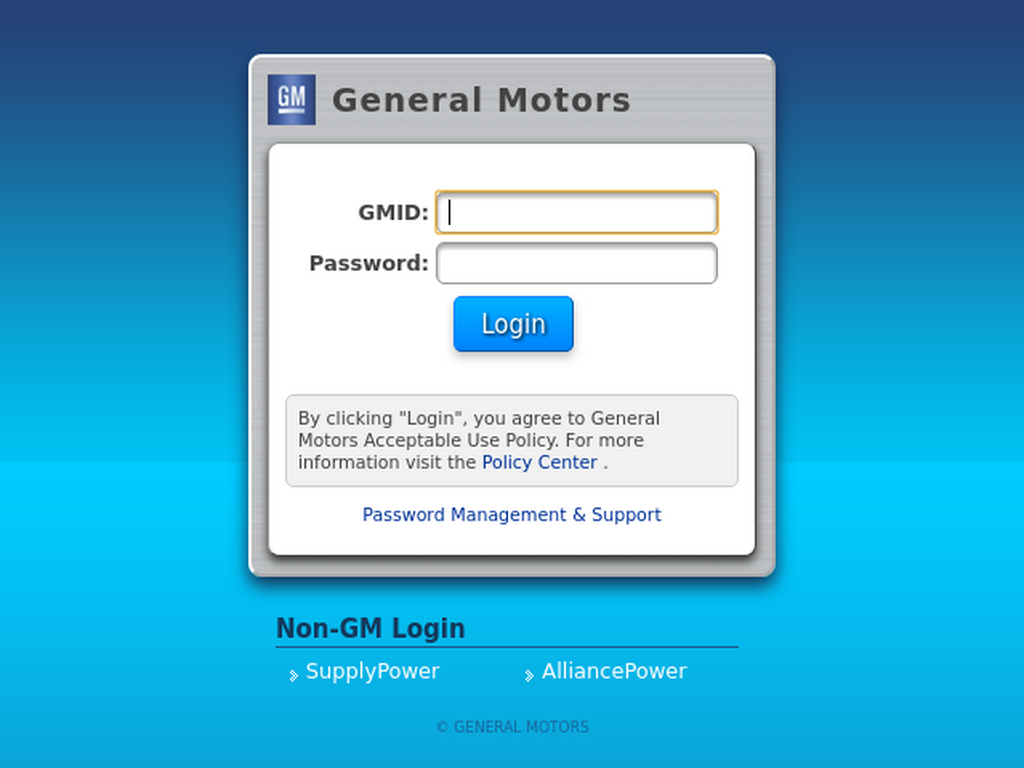 GM General Motors
GMID:
Password:
Login
By clicking "Login", you agree to General
Motors Acceptable Use Policy. For more
information visit the Policy Center .
Password Management & Support
Non-GM Login
SupplyPower AlliancePower
© GENERAL MOTORS